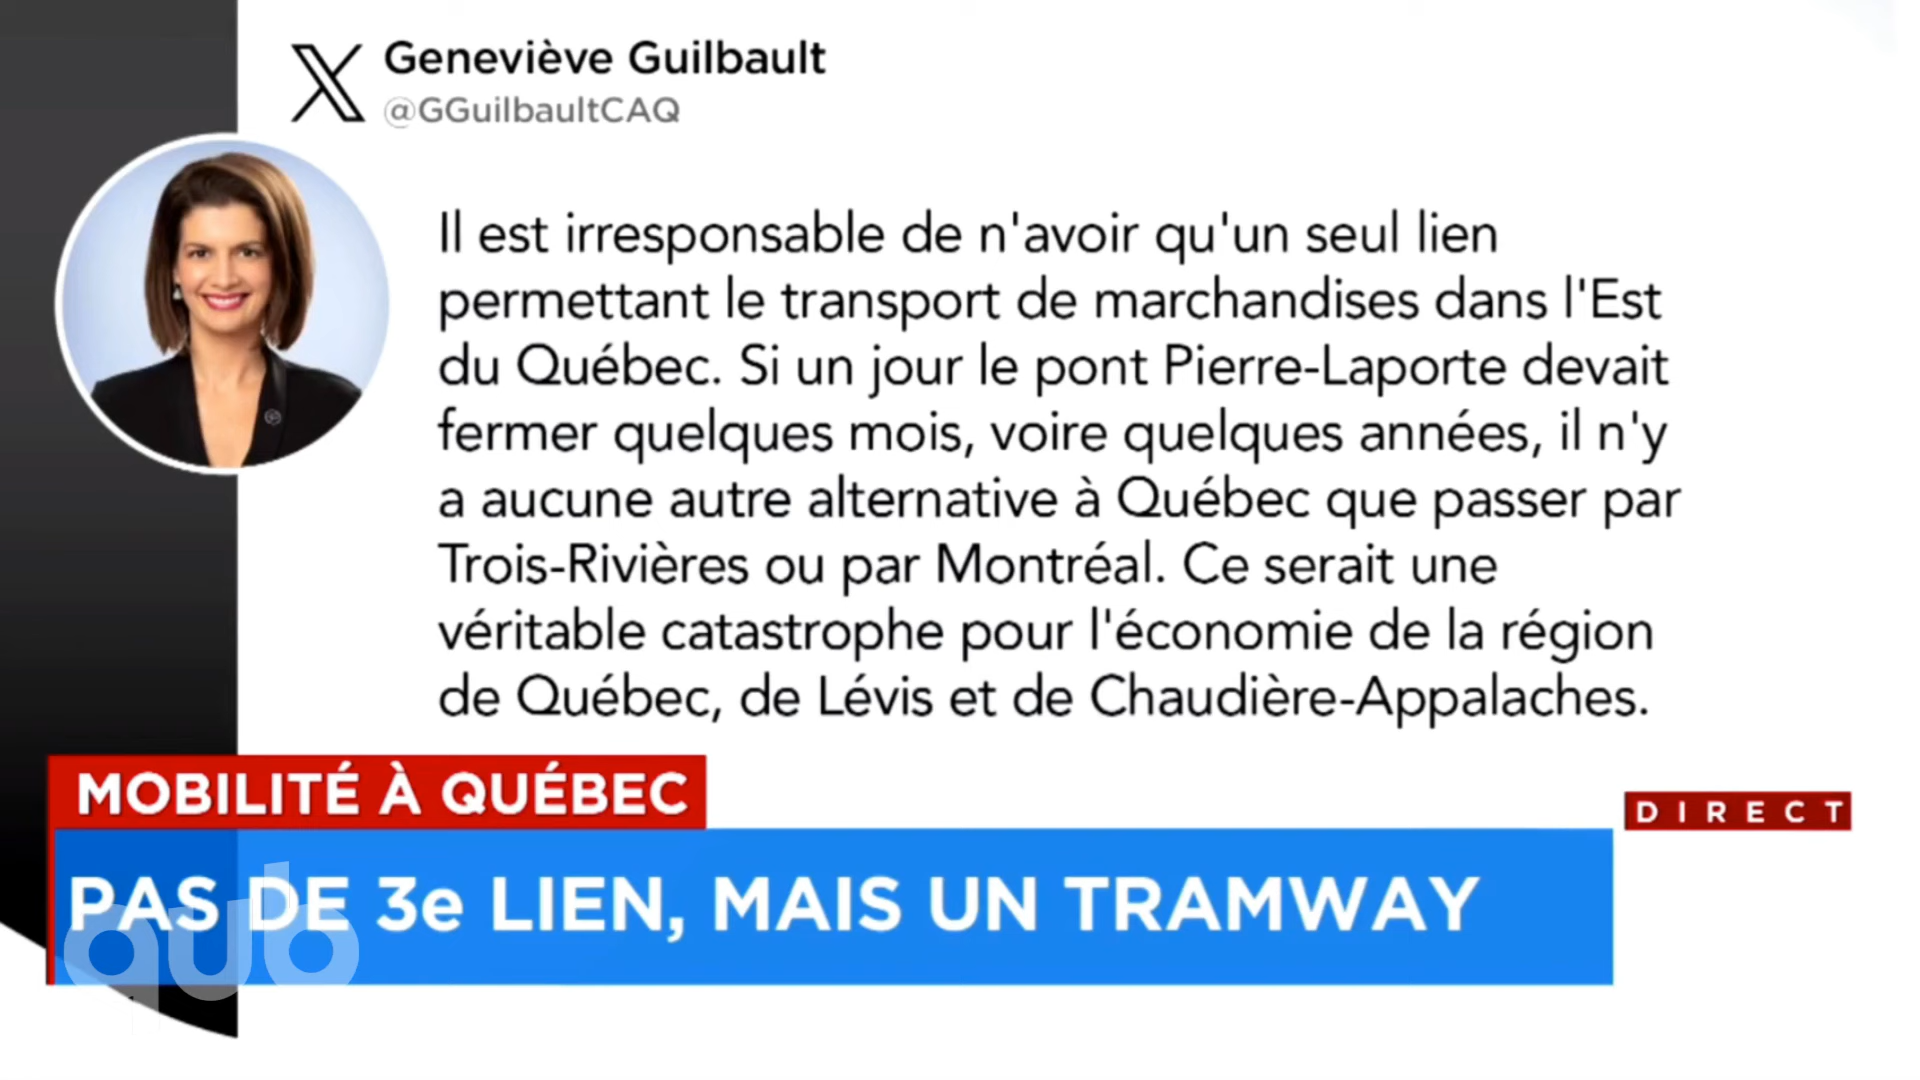 Geneviève Guilbault
@GGuilbaultCAQ
Il est irresponsable de n'avoir qu'un seul lien
permettant le transport de marchandises dans l'Est
du Québec. Si un jour le pont Pierre-Laporte devait
fermer quelques mois, voire quelques années, il n'y
a aucune autre alternative à Québec que passer par
Trois-Rivières ou par Montréal. Ce serait une
véritable catastrophe pour l'économie de la région
de Québec, de Lévis et de Chaudière-Appalaches.
MOBILITÉ À QUÉBEC
DIRECT
PAS DE 3e LIEN, MAIS UN TRAMWAY
qub